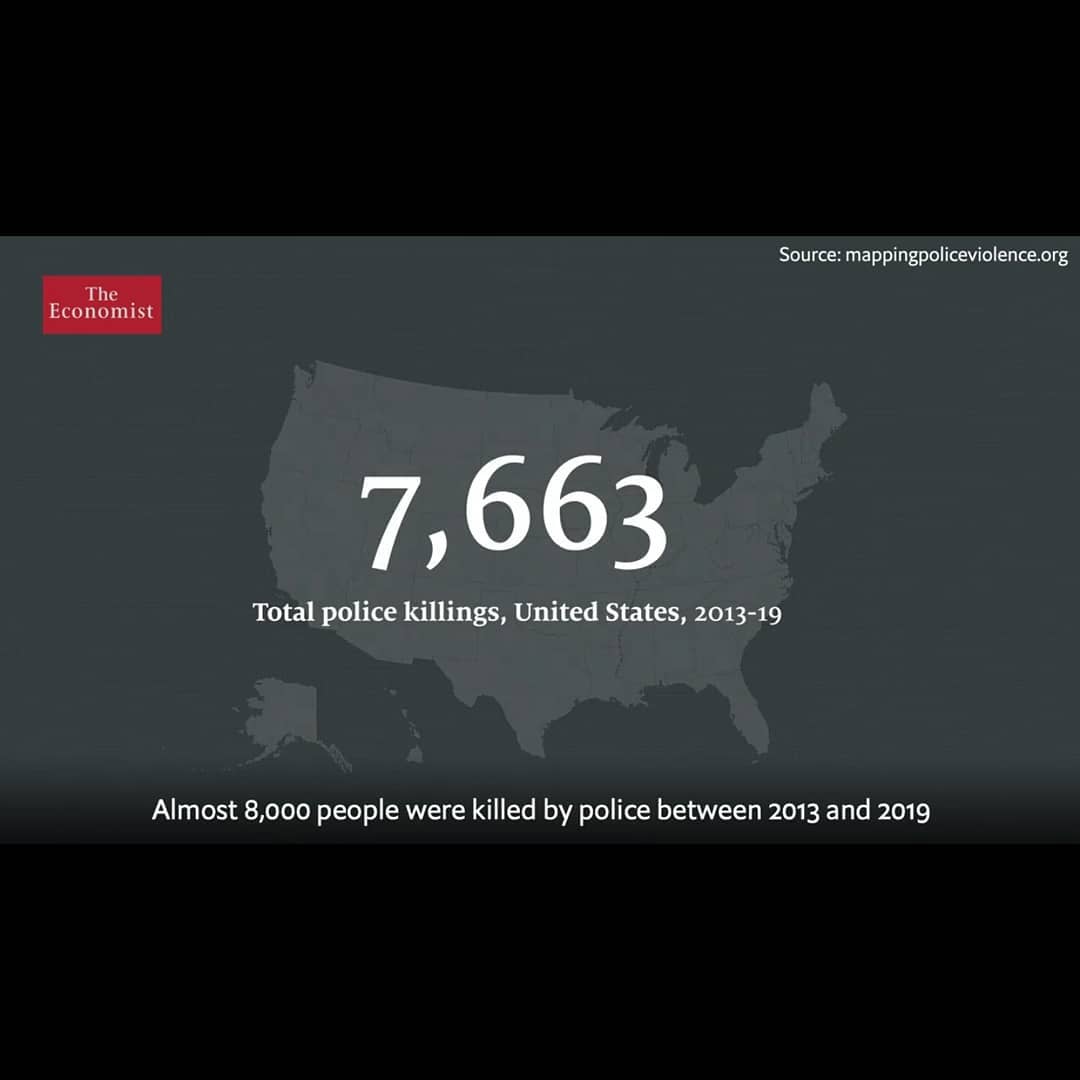 Source: mappingpoliceviolence.org
The
Economist
7,663
Total police killings, United States, 2013-19
Almost 8,000 people were killed by police between 2013 and 2019